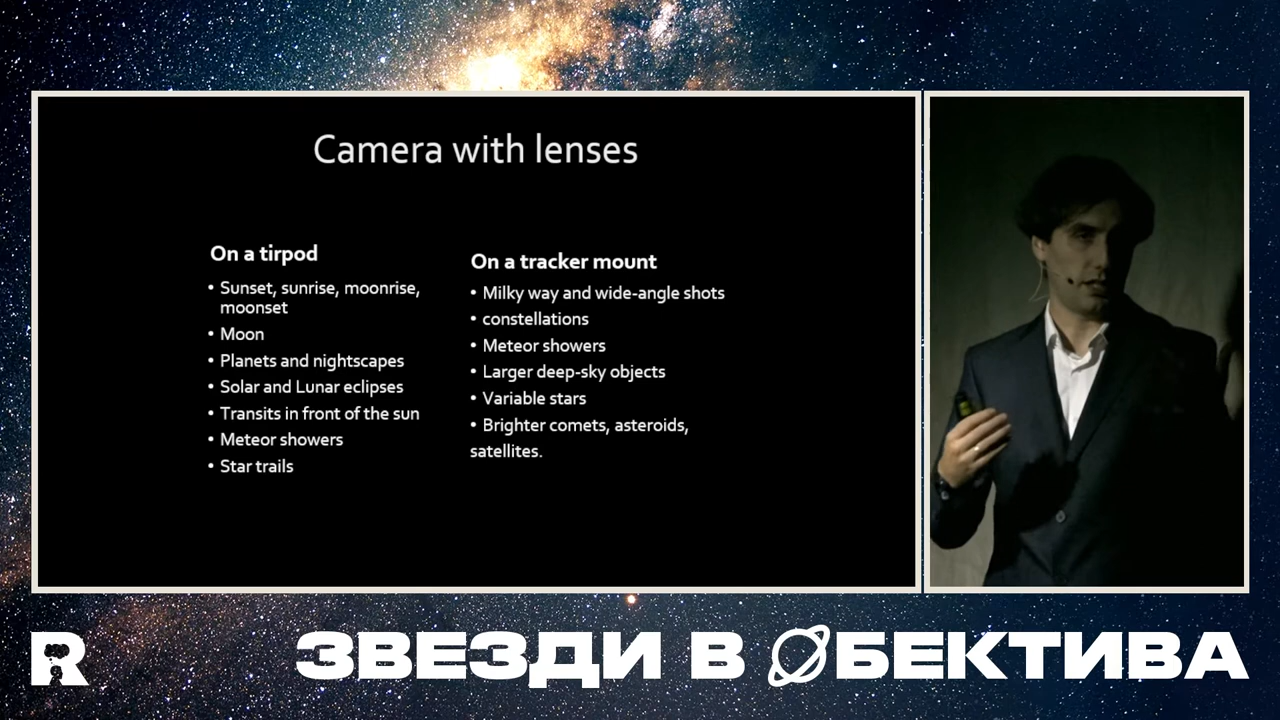 Camera with lenses
On a tirpod
• Sunset, sunrise, moonrise,
moonset
• Moon
• Planets and nightscapes
• Solar and Lunar eclipses
• Transits in front of the sun
• Meteor showers
• Star trails
On a tracker mount
• Milky way and wide-angle shots
• constellations
• Meteor showers
• Larger deep-sky objects
• Variable stars
• Brighter comets, asteroids,
satellites.
R
ЗВЕЗДИ В ОБЕКТИВА